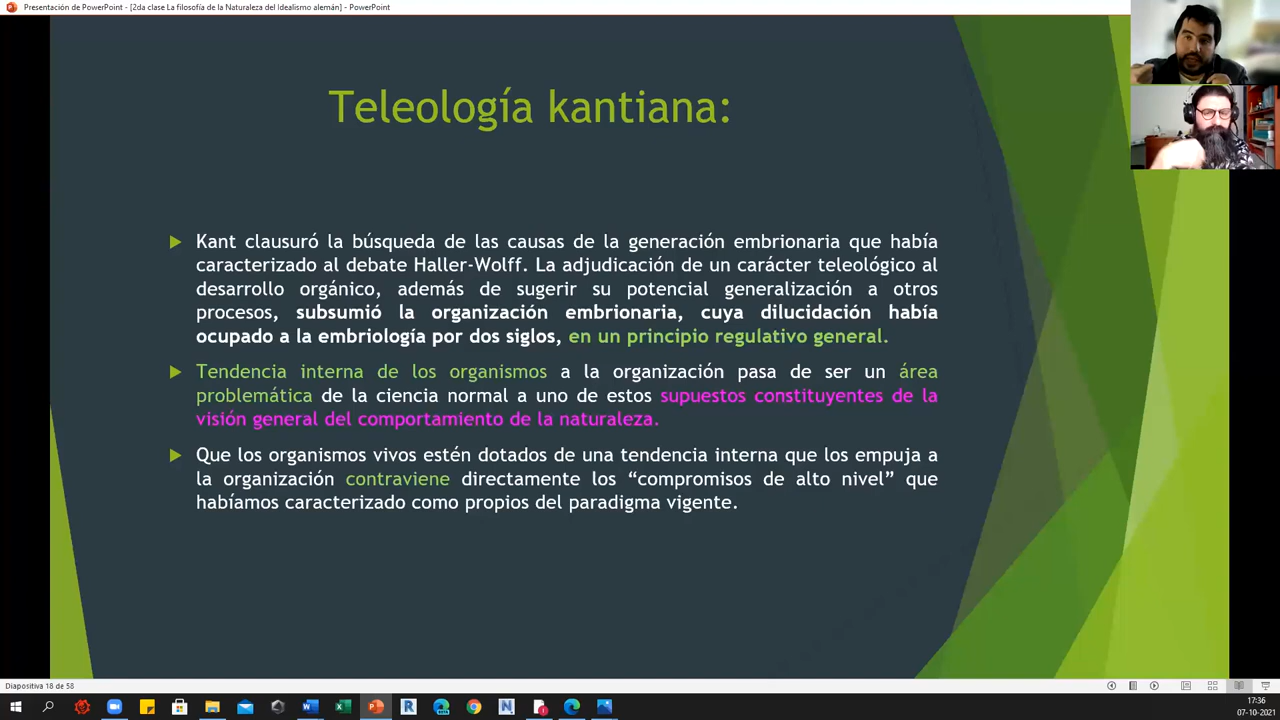 Presentación de PowerPoint - [2da clase La filosofía de la Naturaleza del Idealismo alemán] - PowerPoint
Teleología kantiana:
Kant clausuró la búsqueda de las causas de la generación embrionaria que había
caracterizado al debate Haller-Wolff. La adjudicación de un carácter teleológico al
desarrollo orgánico, además de sugerir su potencial generalización a otros
procesos, subsumió la organización embrionaria, cuya dilucidación había
ocupado a la embriología por dos siglos, en un principio regulativo general.
Tendencia interna de los organismos a la organización pasa de ser un área
problemática de la ciencia normal a uno de estos supuestos constituyentes de la
visión general del comportamiento de la naturaleza.
Que los organismos vivos estén dotados de una tendencia interna que los empuja a
la organización contraviene directamente los “compromisos de alto nivel” que
habíamos caracterizado como propios del paradigma vigente.
Diapositiva 18 de 58
17:36
07-10-2021